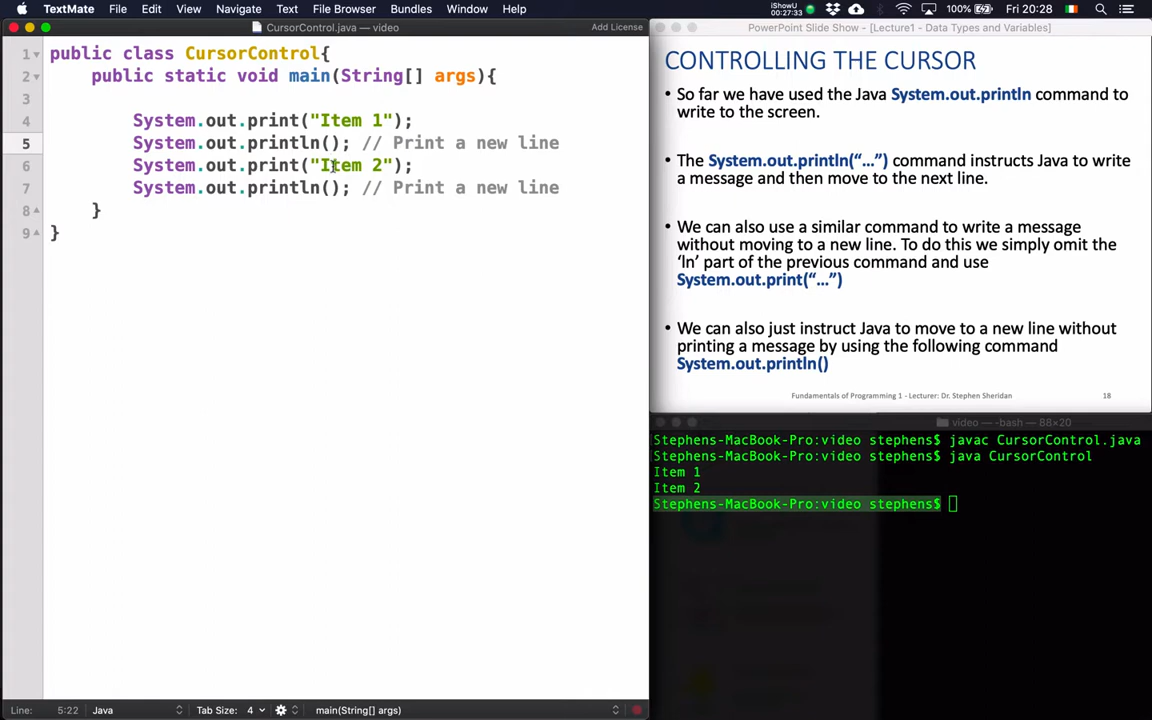 TextMate File Edit View Navigate Text File Browser Bundles Window Help
iShowU
00:27:33
100% Fri 20:28
CursorControl.java — video
Add License
1 public class CursorControl{
2 public static void main(String[] args){
3
4 System.out.print("Item 1");
5 System.out.println(); // Print a new line
6 System.out.print("Item 2");
7 System.out.println(); // Print a new line
8 }
9 }
Line: 5:22 Java Tab Size: 4 main(String[] args)
PowerPoint Slide Show - [Lecture1 - Data Types and Variables]
CONTROLLING THE CURSOR
• So far we have used the Java System.out.println command to
write to the screen.
• The System.out.println(“…”) command instructs Java to write
a message and then move to the next line.
• We can also use a similar command to write a message
without moving to a new line. To do this we simply omit the
‘ln’ part of the previous command and use
System.out.print(“…”)
• We can also just instruct Java to move to a new line without
printing a message by using the following command
System.out.println()
Fundamentals of Programming 1 - Lecturer: Dr. Stephen Sheridan 18
video — -bash — 88×20
Stephens-MacBook-Pro:video stephens$ javac CursorControl.java
Stephens-MacBook-Pro:video stephens$ java CursorControl
Item 1
Item 2
Stephens-MacBook-Pro:video stephens$